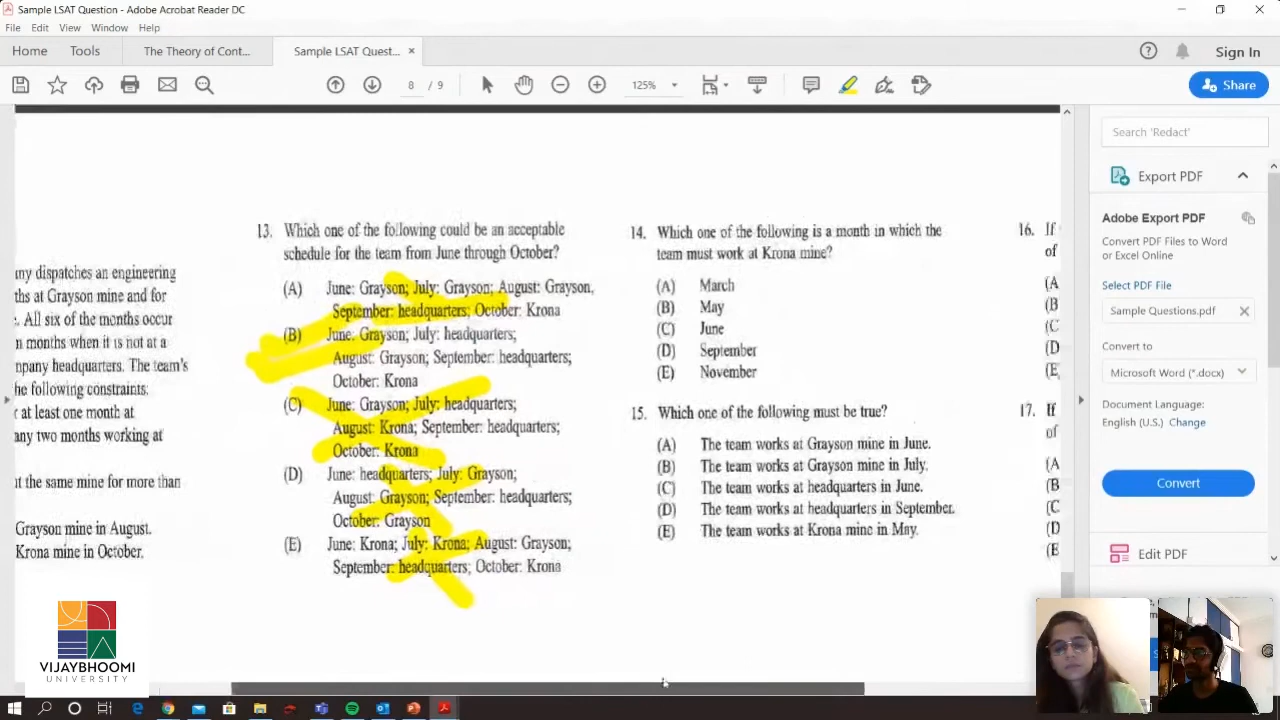 Sample LSAT Question - Adobe Acrobat Reader DC
File Edit View Window Help
Home Tools The Theory of Cont... Sample LSAT Quest... × Sign In
8 / 9 125% Share
Search 'Redact'
Export PDF
Adobe Export PDF
Convert PDF Files to Word
or Excel Online
Select PDF File
Sample Questions.pdf
Convert to
Microsoft Word (*.docx)
Document Language:
English (U.S.) Change
Convert
Edit PDF
any dispatches an engineering
ths at Grayson mine and for
. All six of the months occur
n months when it is not at a
npany headquarters. The team's
he following constraints:
at least one month at
any two months working at
t the same mine for more than
Grayson mine in August.
Krona mine in October.
13. Which one of the following could be an acceptable
schedule for the team from June through October?
(A) June: Grayson; July: Grayson; August: Grayson,
September: headquarters; October: Krona
(B) June: Grayson; July: headquarters;
August: Grayson; September: headquarters;
October: Krona
(C) June: Grayson; July: headquarters;
August: Krona; September: headquarters;
October: Krona
(D) June: headquarters; July: Grayson;
August: Grayson; September: headquarters;
October: Grayson
(E) June: Krona; July: Krona; August: Grayson;
September: headquarters; October: Krona
14. Which one of the following is a month in which the
team must work at Krona mine?
(A) March
(B) May
(C) June
(D) September
(E) November
15. Which one of the following must be true?
(A) The team works at Grayson mine in June.
(B) The team works at Grayson mine in July.
(C) The team works at headquarters in June.
(D) The team works at headquarters in September.
(E) The team works at Krona mine in May.
16. If
of
(A
(B
(C
(D
(E
17. If
of
(A
(B
(C
(D
(E
VIJAYBHOOMI
UNIVERSITY